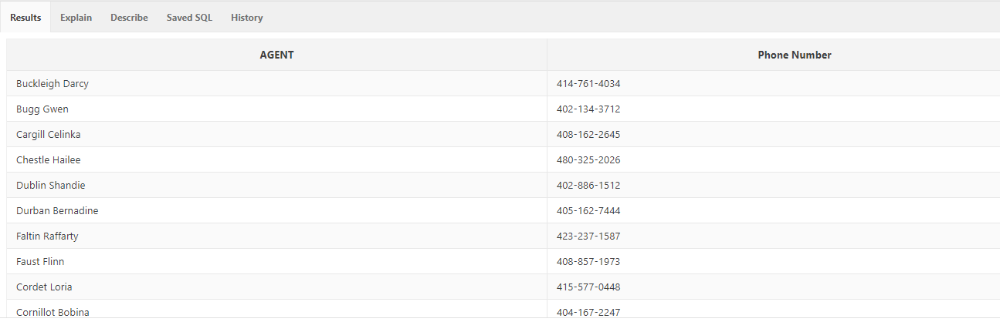 Results Explain Describe Saved SQL History
AGENT Phone Number
Buckleigh Darcy 414-761-4034
Bugg Gwen 402-134-3712
Cargill Celinka 408-162-2645
Chestle Hailee 480-325-2026
Dublin Shandie 402-886-1512
Durban Bernadine 405-162-7444
Faltin Raffarty 423-237-1587
Faust Flinn 408-857-1973
Cordet Loria 415-577-0448
Cornillot Bobina 404-167-2247